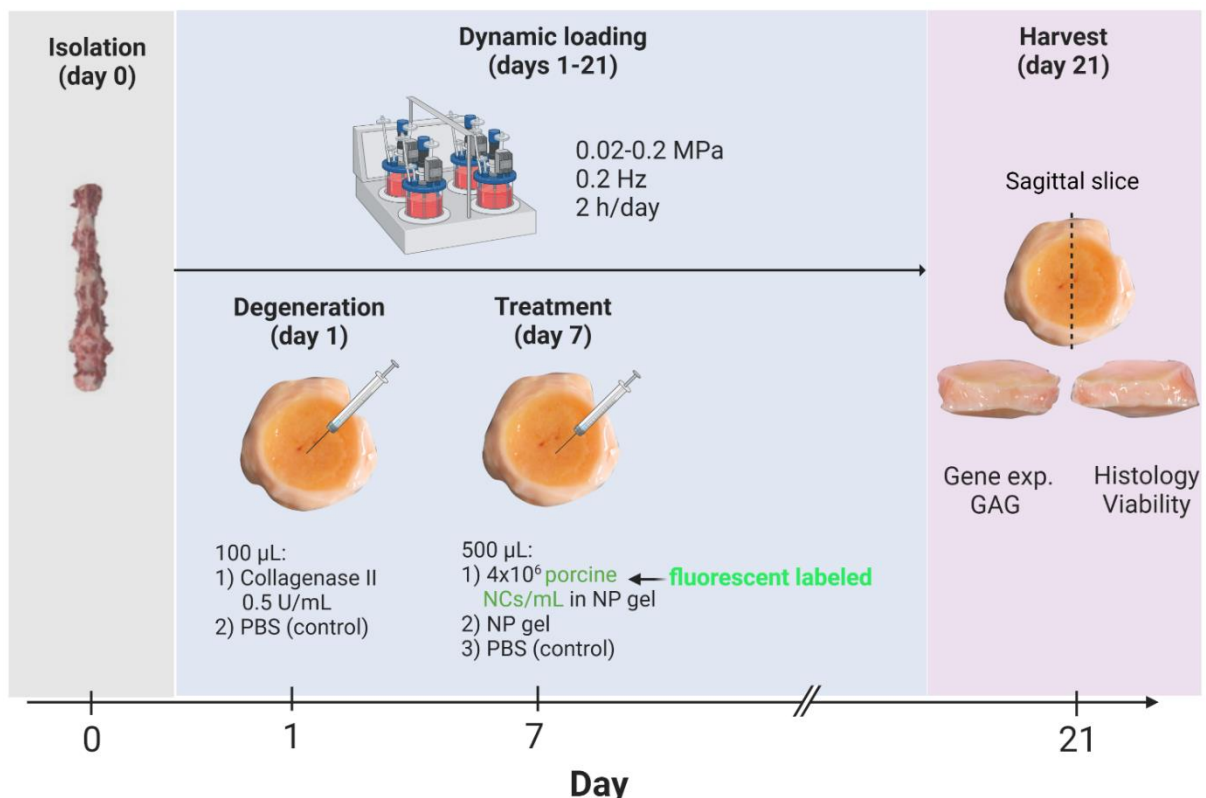 Isolation
(day 0)
Dynamic loading
(days 1-21)
0.02-0.2 MPa
0.2 Hz
2 h/day
Harvest
(day 21)
Sagittal slice
Degeneration
(day 1)
Treatment
(day 7)
100 µL:
1) Collagenase II
0.5 U/mL
2) PBS (control)
500 µL:
1) 4x10⁶ porcine
NCs/mL in NP gel
2) NP gel
3) PBS (control)
fluorescent labeled
Gene exp.
GAG
Histology
Viability
0
1
7
21
Day